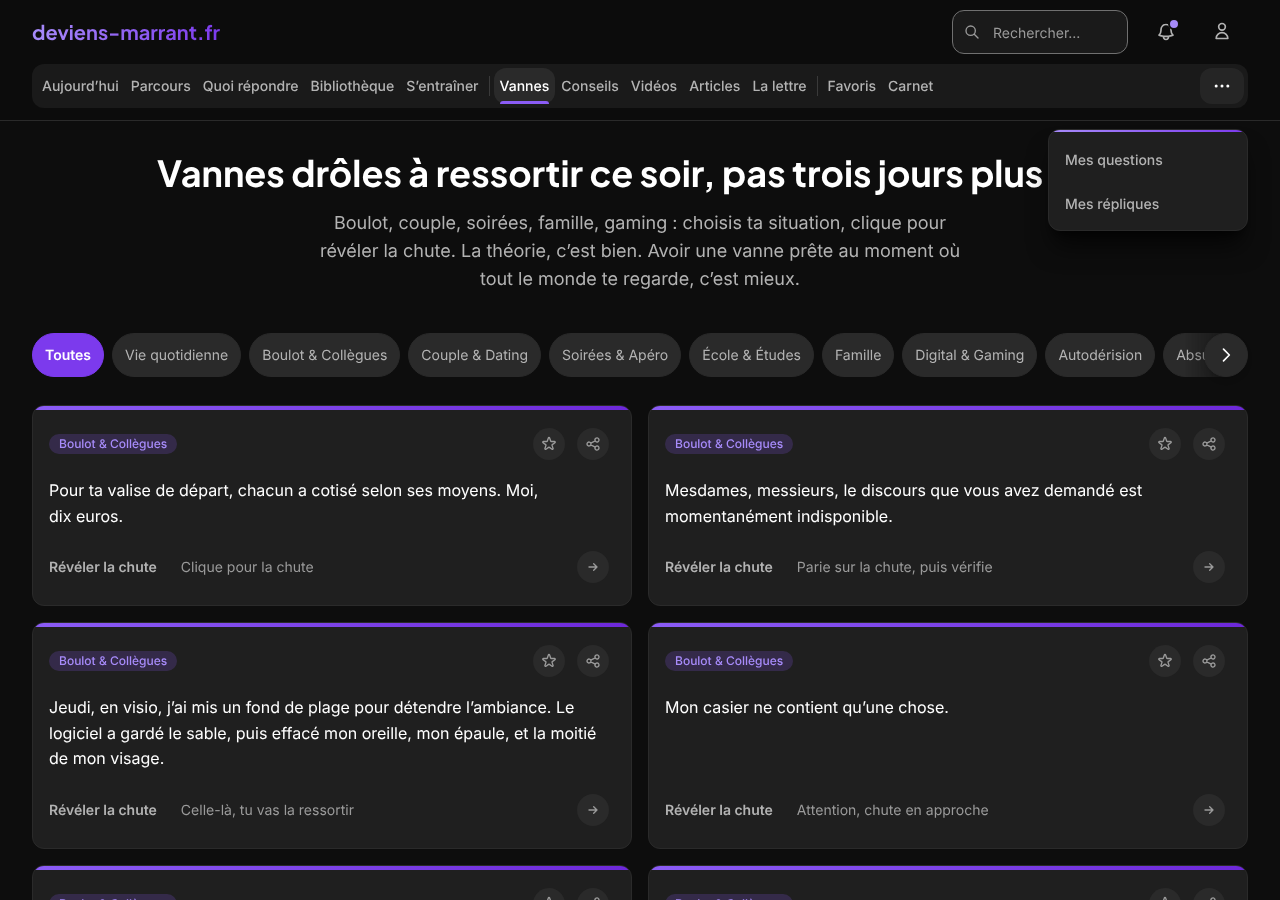 deviens-marrant.fr
Rechercher...
Aujourd’hui Parcours Quoi répondre Bibliothèque S’entraîner Vannes Conseils Vidéos Articles La lettre Favoris Carnet
Mes questions
Mes répliques
Vannes drôles à ressortir ce soir, pas trois jours plus
Boulot, couple, soirées, famille, gaming : choisis ta situation, clique pour
révéler la chute. La théorie, c’est bien. Avoir une vanne prête au moment où
tout le monde te regarde, c’est mieux.
Toutes Vie quotidienne Boulot & Collègues Couple & Dating Soirées & Apéro École & Études Famille Digital & Gaming Autodérision
Boulot & Collègues
Pour ta valise de départ, chacun a cotisé selon ses moyens. Moi,
dix euros.
Révéler la chute Clique pour la chute
Boulot & Collègues
Mesdames, messieurs, le discours que vous avez demandé est
momentanément indisponible.
Révéler la chute Parie sur la chute, puis vérifie
Boulot & Collègues
Jeudi, en visio, j’ai mis un fond de plage pour détendre l’ambiance. Le
logiciel a gardé le sable, puis effacé mon oreille, mon épaule, et la moitié
de mon visage.
Révéler la chute Celle-là, tu vas la ressortir
Boulot & Collègues
Mon casier ne contient qu’une chose.
Révéler la chute Attention, chute en approche